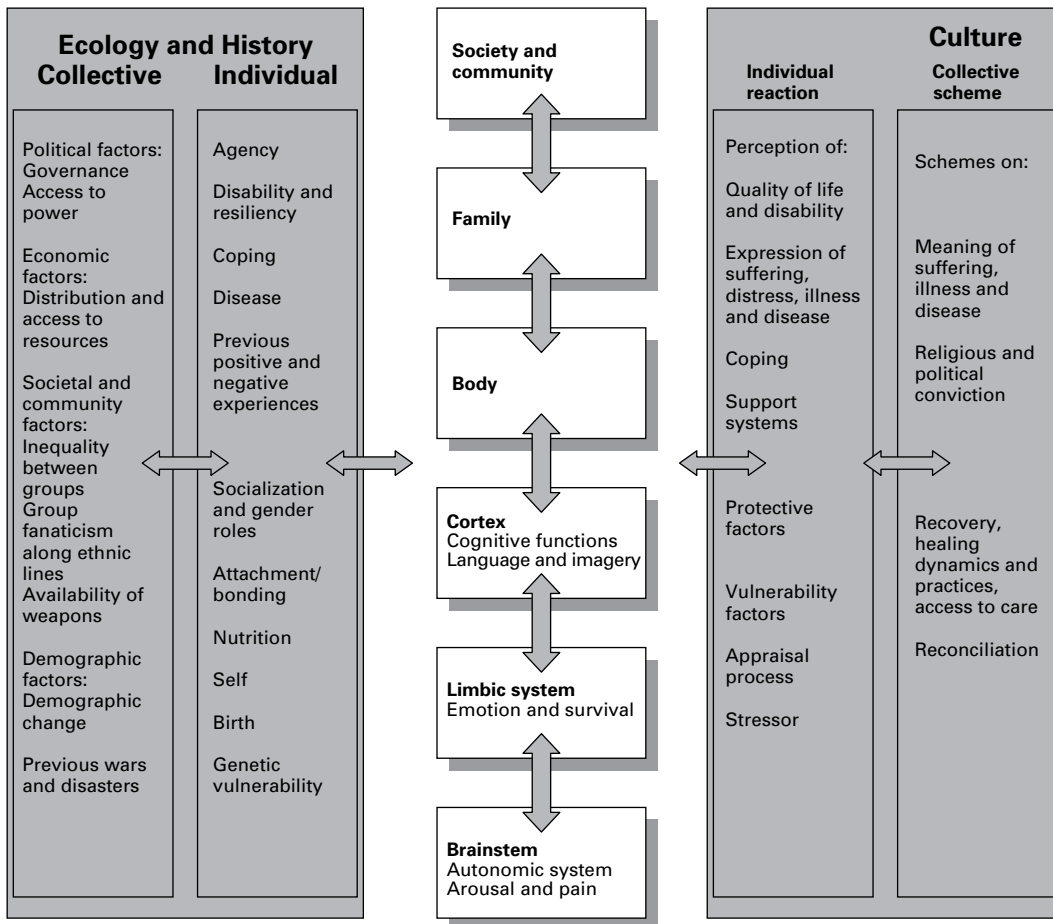 Ecology and History
Collective
Political factors:
Governance
Access to
power
Economic
factors:
Distribution and
access to
resources
Societal and
community
factors:
Inequality
between
groups
Group
fanaticism
along ethnic
lines
Availability of
weapons
Demographic
factors:
Demographic
change
Previous wars
and disasters
Individual
Agency
Disability and
resiliency
Coping
Disease
Previous
positive and
negative
experiences
Socialization
and gender
roles
Attachment/
bonding
Nutrition
Self
Birth
Genetic
vulnerability
Society and
community
Family
Body
Cortex
Cognitive functions
Language and imagery
Limbic system
Emotion and survival
Brainstem
Autonomic system
Arousal and pain
Culture
Individual
reaction
Perception of:
Quality of life
and disability
Expression of
suffering,
distress, illness
and disease
Coping
Support
systems
Protective
factors
Vulnerability
factors
Appraisal
process
Stressor
Collective
scheme
Schemes on:
Meaning of
suffering,
illness and
disease
Religious and
political
conviction
Recovery,
healing
dynamics and
practices,
access to care
Reconciliation